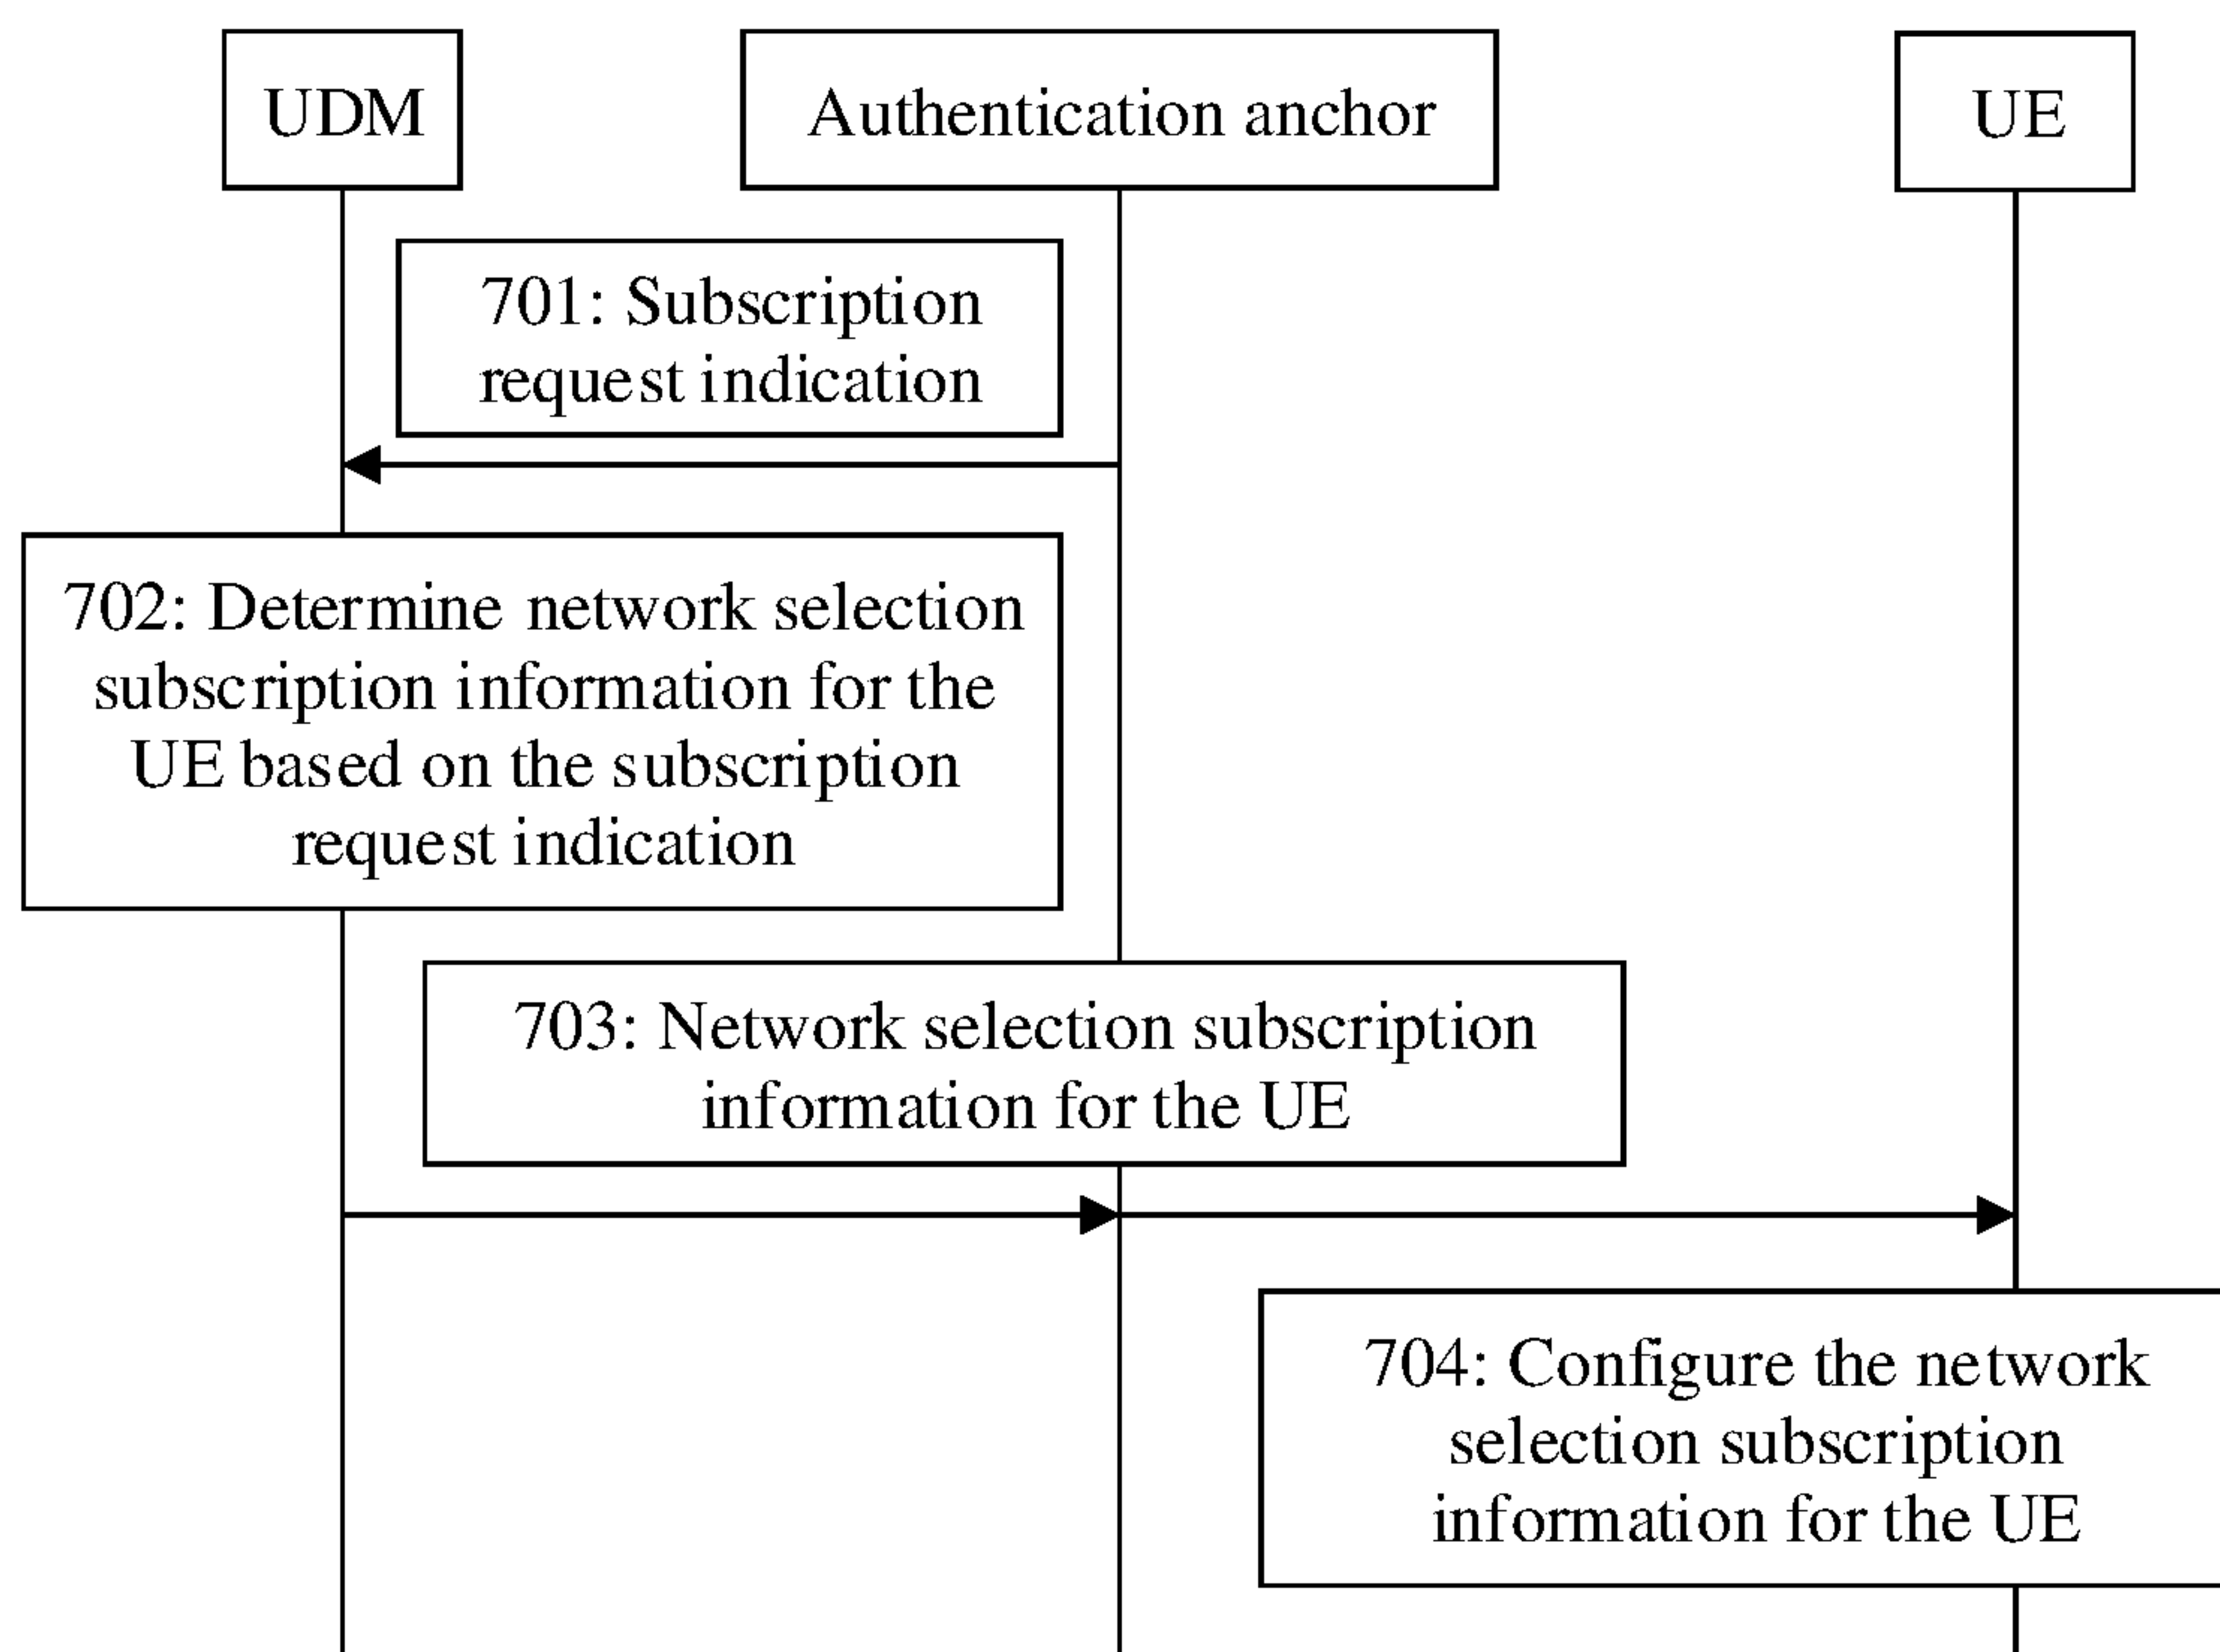 UDM
Authentication anchor
UE
701: Subscription
request indication
702: Determine network selection
subscription information for the
UE based on the subscription
request indication
703: Network selection subscription
information for the UE
704: Configure the network
selection subscription
information for the UE